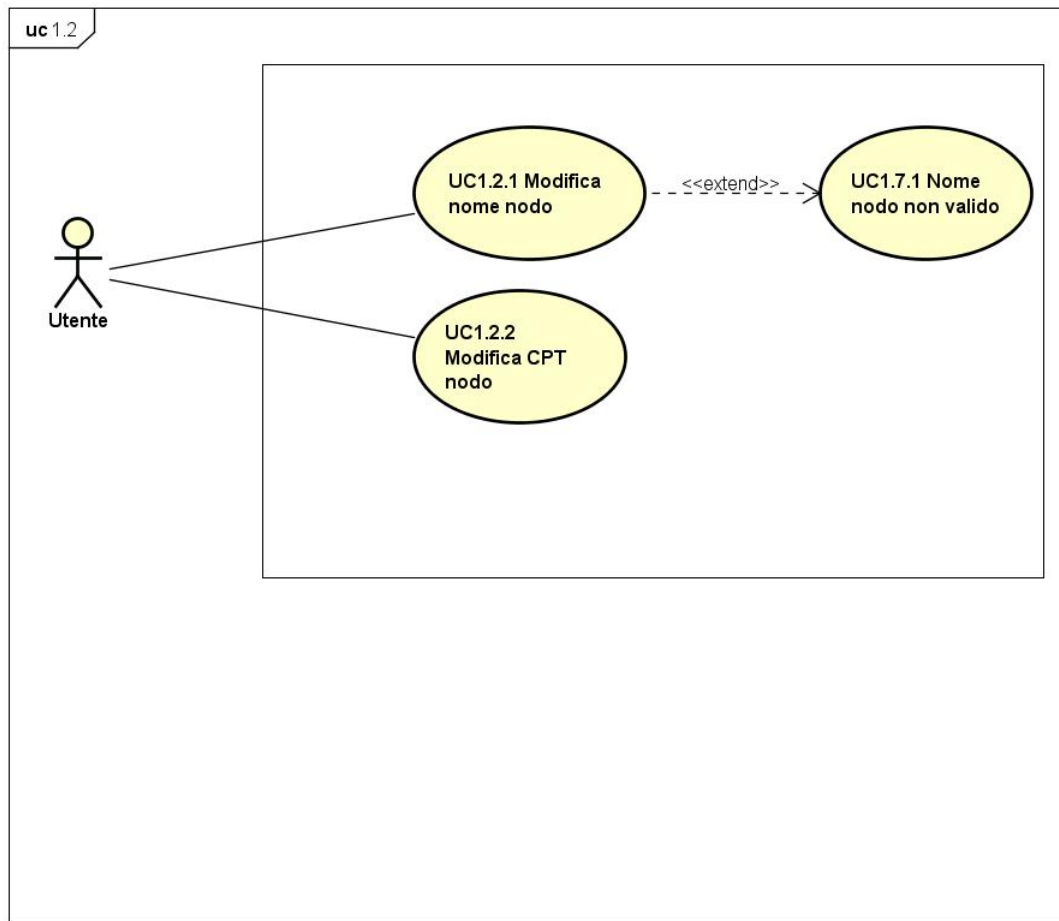 uc 1.2
UC1.2.1 Modifica
nome nodo
<<extend>>
UC1.7.1 Nome
nodo non valido
Utente
UC1.2.2
Modifica CPT
nodo